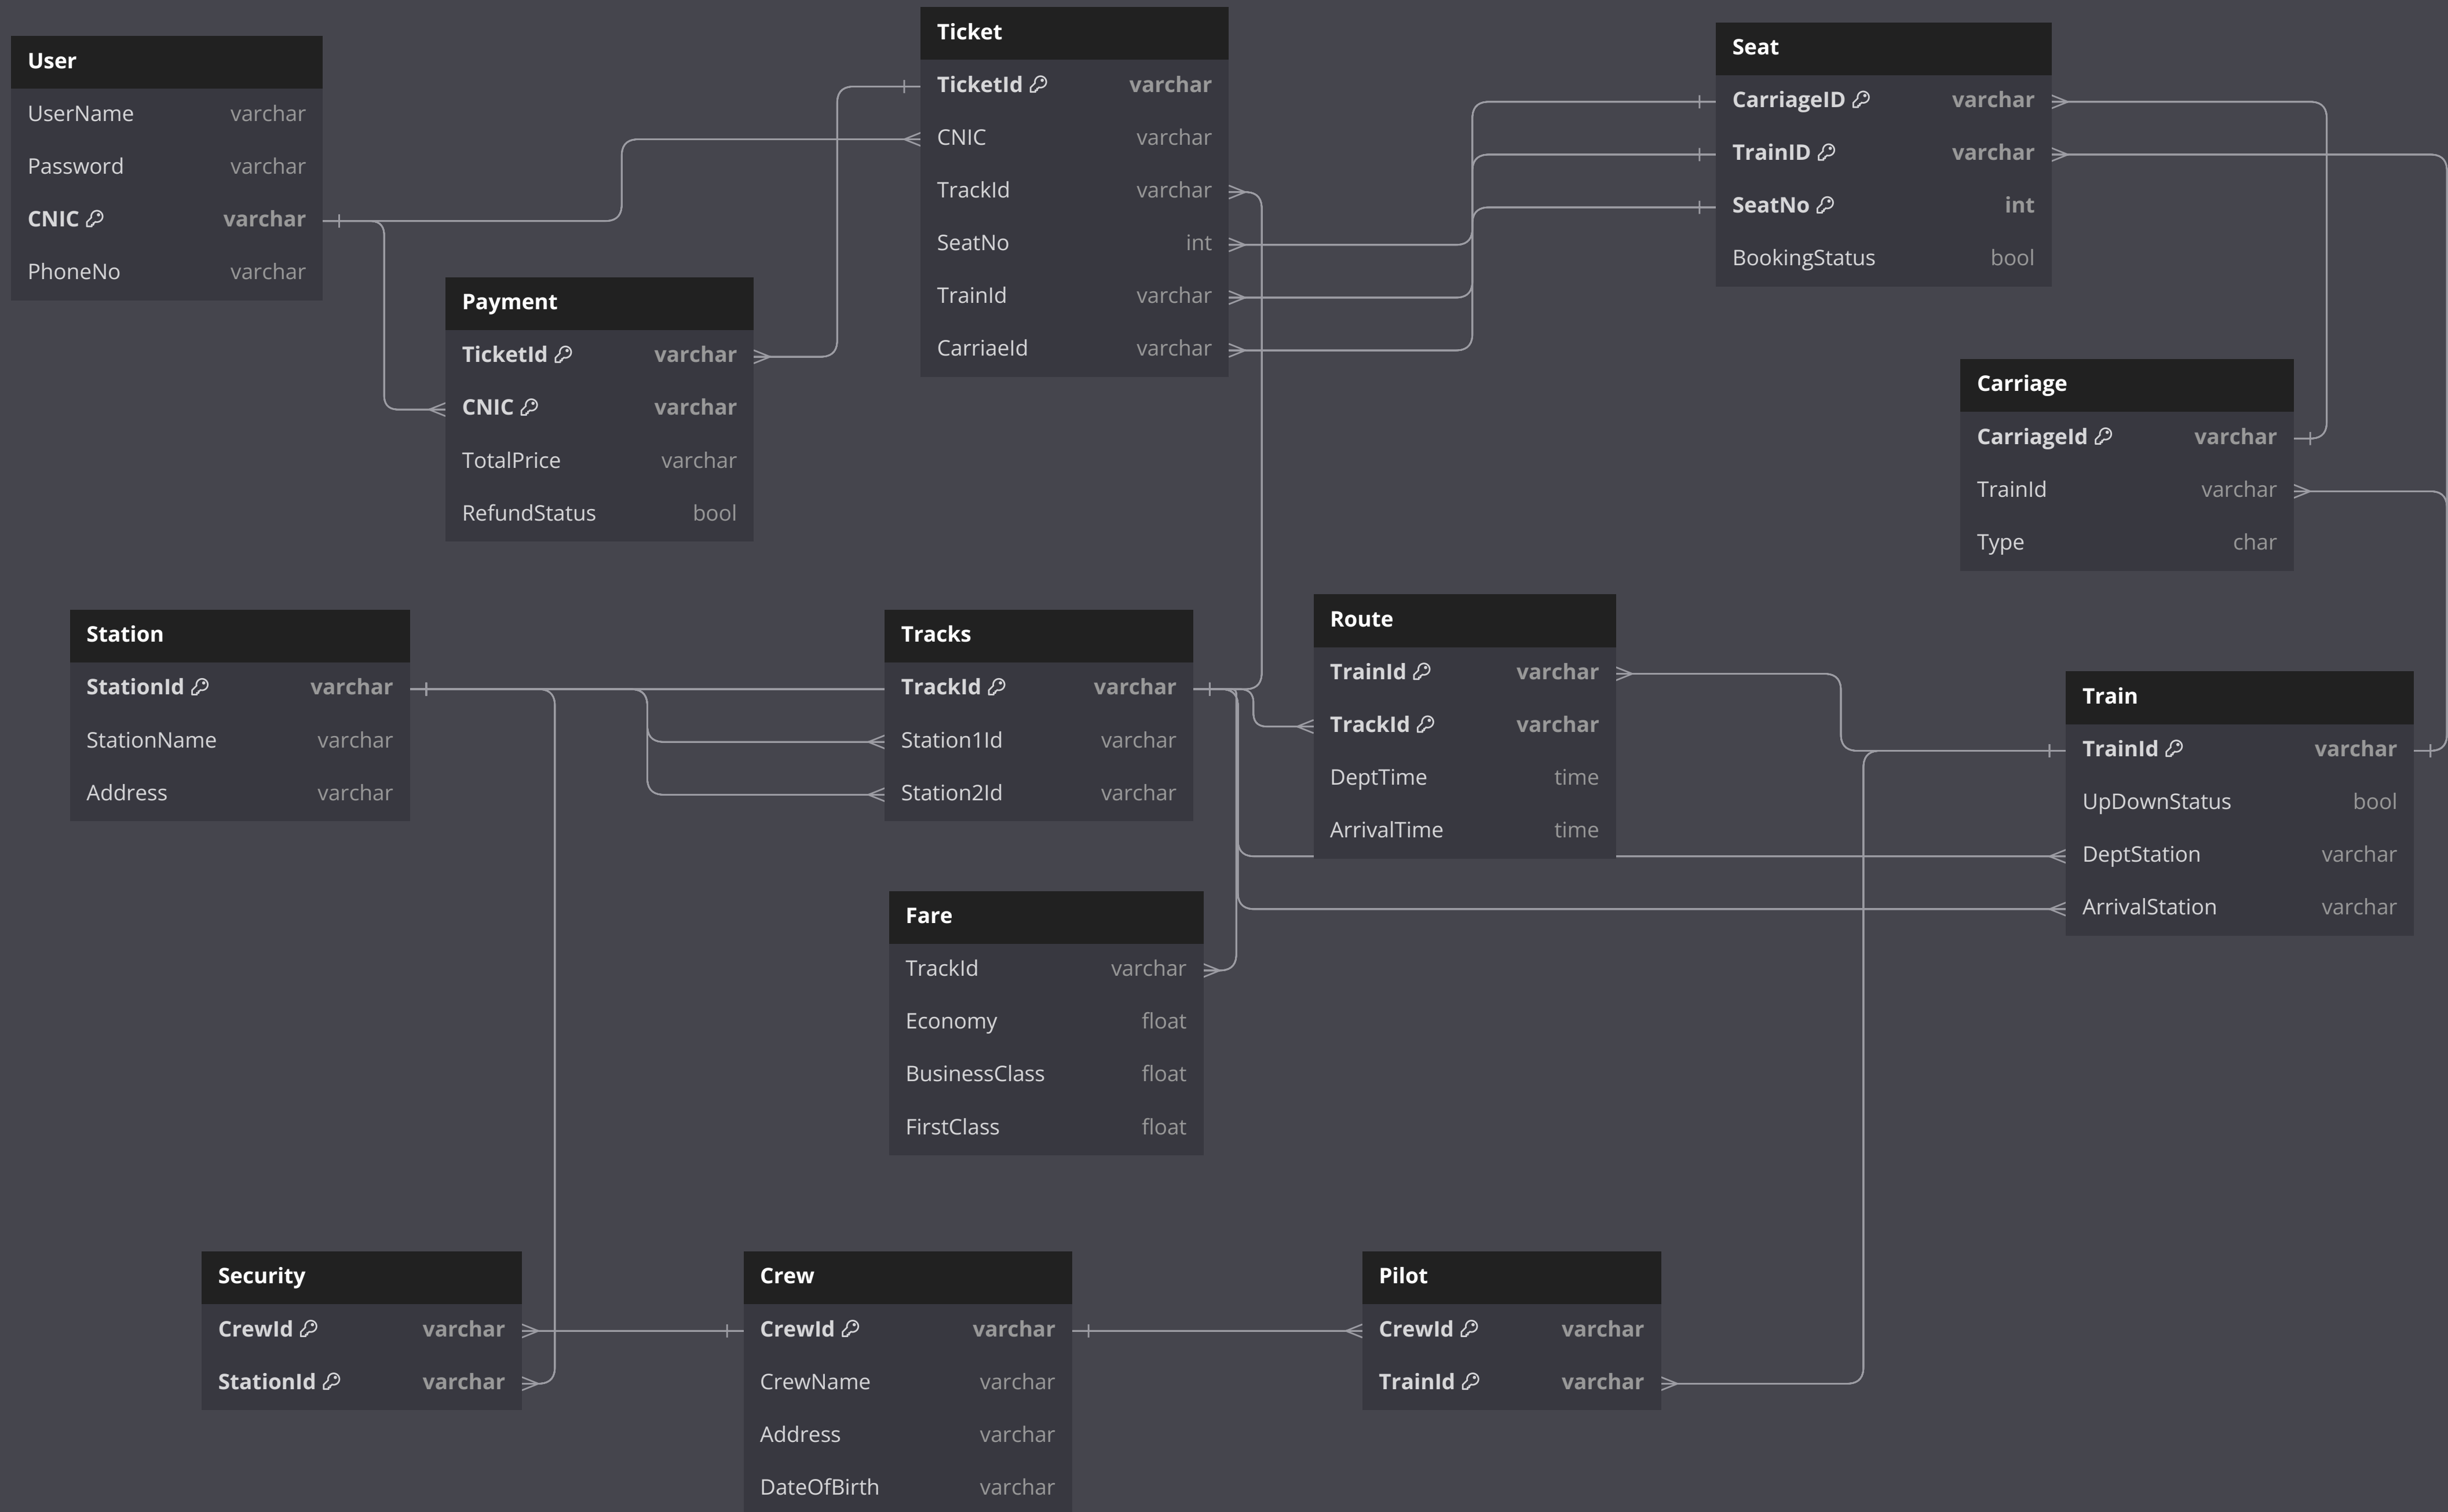 User
UserName varchar
Password varchar
CNIC varchar
PhoneNo varchar
Ticket
TicketId varchar
CNIC varchar
TrackId varchar
SeatNo int
TrainId varchar
CarriaeId varchar
Seat
CarriageID varchar
TrainID varchar
SeatNo int
BookingStatus bool
Payment
TicketId varchar
CNIC varchar
TotalPrice varchar
RefundStatus bool
Carriage
CarriageId varchar
TrainId varchar
Type char
Station
StationId varchar
StationName varchar
Address varchar
Tracks
TrackId varchar
Station1Id varchar
Station2Id varchar
Route
TrainId varchar
TrackId varchar
DeptTime time
ArrivalTime time
Train
TrainId varchar
UpDownStatus bool
DeptStation varchar
ArrivalStation varchar
Fare
TrackId varchar
Economy float
BusinessClass float
FirstClass float
Security
CrewId varchar
StationId varchar
Crew
CrewId varchar
CrewName varchar
Address varchar
DateOfBirth varchar
Pilot
CrewId varchar
TrainId varchar